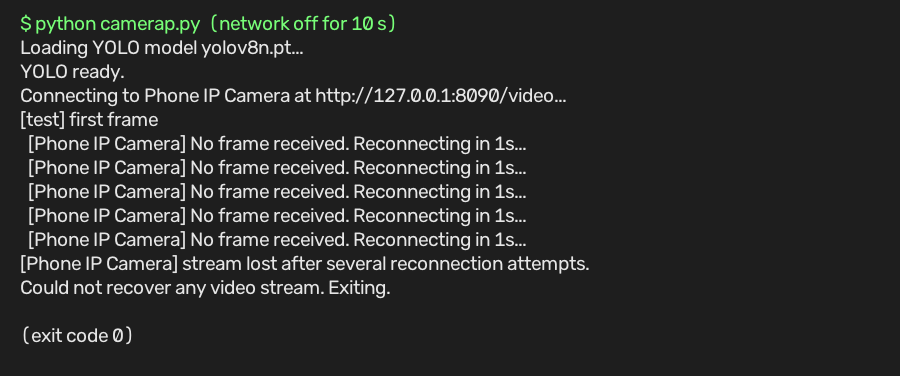 $ python camerap.py (network off for 10 s)
Loading YOLO model yolov8n.pt...
YOLO ready.
Connecting to Phone IP Camera at http://127.0.0.1:8090/video...
[test] first frame
[Phone IP Camera] No frame received. Reconnecting in 1s...
[Phone IP Camera] No frame received. Reconnecting in 1s...
[Phone IP Camera] No frame received. Reconnecting in 1s...
[Phone IP Camera] No frame received. Reconnecting in 1s...
[Phone IP Camera] No frame received. Reconnecting in 1s...
[Phone IP Camera] stream lost after several reconnection attempts.
Could not recover any video stream. Exiting.
(exit code 0)